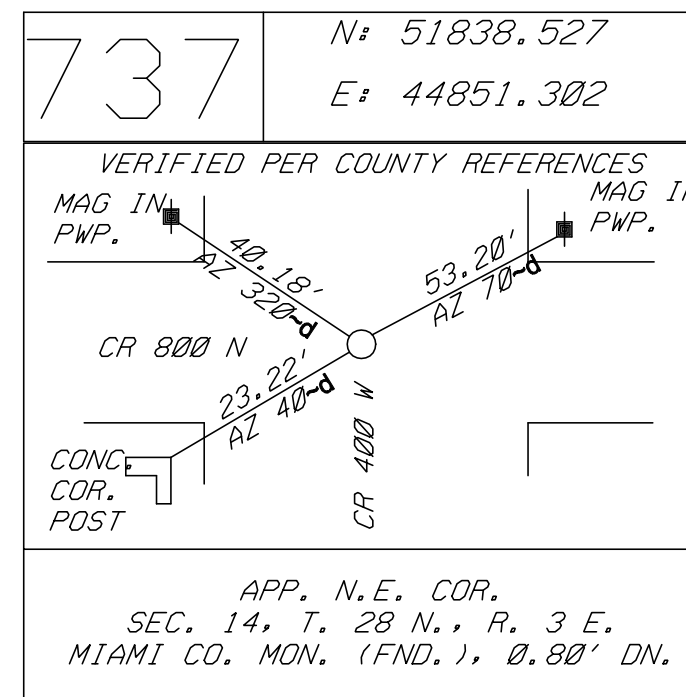 737
N: 51838.527
E: 44851.302
VERIFIED PER COUNTY REFERENCES
MAG IN
PWP.
MAG IN
PWP.
40.18'
AZ 320~d
53.20'
AZ 70~d
CR 800 N
23.22'
AZ 40~d
CR 400 W
CONC.
COR.
POST
APP. N.E. COR.
SEC. 14, T. 28 N., R. 3 E.
MIAMI CO. MON. (FND.), 0.80' DN.